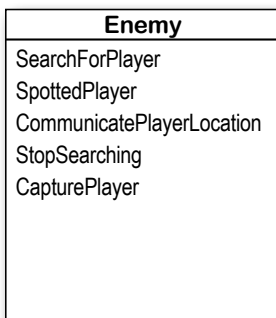 Enemy
SearchForPlayer
SpottedPlayer
CommunicatePlayerLocation
StopSearching
CapturePlayer